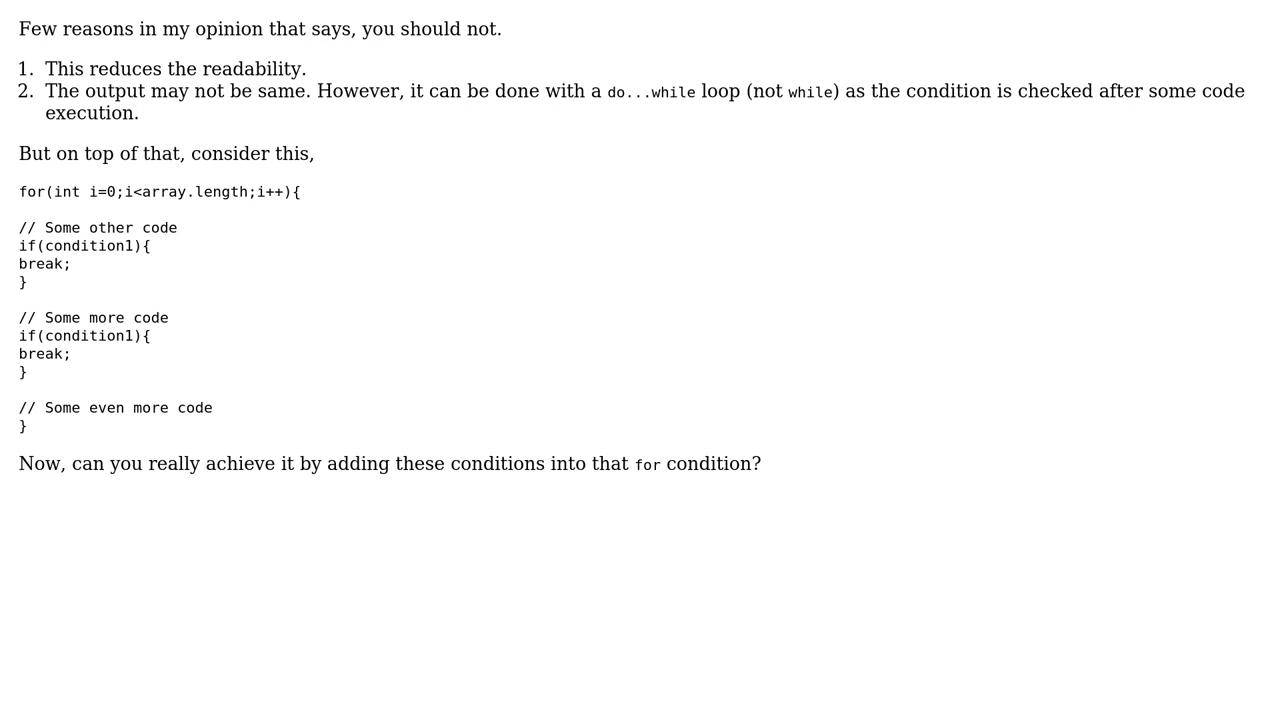 Few reasons in my opinion that says, you should not.
1. This reduces the readability.
2. The output may not be same. However, it can be done with a do...while loop (not while) as the condition is checked after some code
execution.
But on top of that, consider this,
for(int i=0;i<array.length;i++){
// Some other code
if(condition1){
break;
}
// Some more code
if(condition1){
break;
}
// Some even more code
}
Now, can you really achieve it by adding these conditions into that for condition?